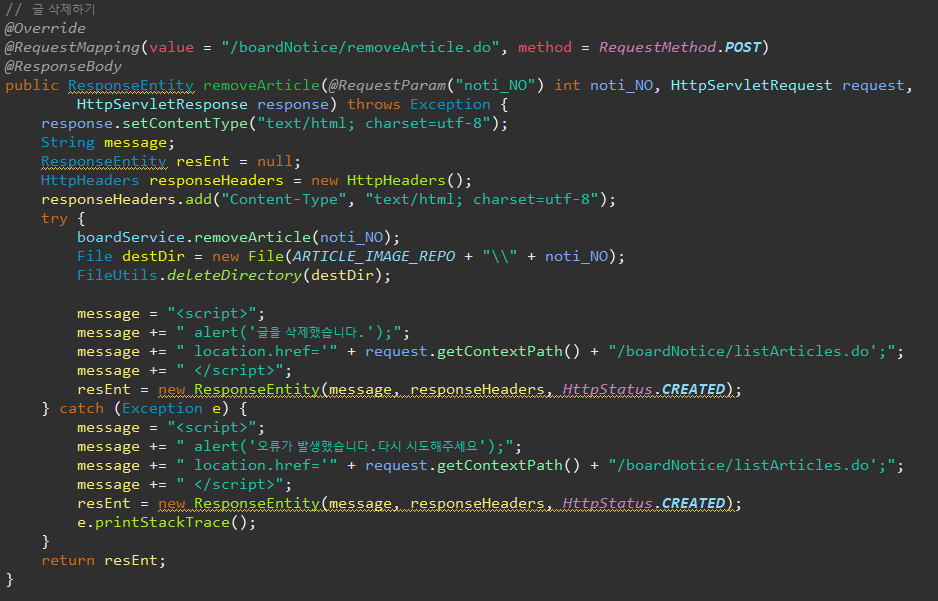 // 글 삭제하기
@Override
@RequestMapping(value = "/boardNotice/removeArticle.do", method = RequestMethod.POST)
@ResponseBody
public ResponseEntity removeArticle(@RequestParam("noti_NO") int noti_NO, HttpServletRequest request,
        HttpServletResponse response) throws Exception {
    response.setContentType("text/html; charset=utf-8");
    String message;
    ResponseEntity resEnt = null;
    HttpHeaders responseHeaders = new HttpHeaders();
    responseHeaders.add("Content-Type", "text/html; charset=utf-8");
    try {
        boardService.removeArticle(noti_NO);
        File destDir = new File(ARTICLE_IMAGE_REPO + "\\" + noti_NO);
        FileUtils.deleteDirectory(destDir);

        message = "<script>";
        message += " alert('글을 삭제했습니다.');";
        message += " location.href='" + request.getContextPath() + "/boardNotice/listArticles.do';";
        message += " </script>";
        resEnt = new ResponseEntity(message, responseHeaders, HttpStatus.CREATED);
    } catch (Exception e) {
        message = "<script>";
        message += " alert('오류가 발생했습니다.다시 시도해주세요');";
        message += " location.href='" + request.getContextPath() + "/boardNotice/listArticles.do';";
        message += " </script>";
        resEnt = new ResponseEntity(message, responseHeaders, HttpStatus.CREATED);
        e.printStackTrace();
    }
    return resEnt;
}